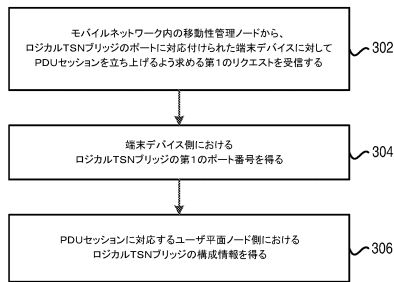 モバイルネットワーク内の移動性管理ノードから、
ロジカルTSNブリッジのポートに対応付けられた端末デバイスに対して
PDUセッションを立ち上げるよう求める第1のリクエストを受信する
302
端末デバイス側における
ロジカルTSNブリッジの第1のポート番号を得る
304
PDUセッションに対応するユーザ平面ノード側における
ロジカルTSNブリッジの構成情報を得る
306